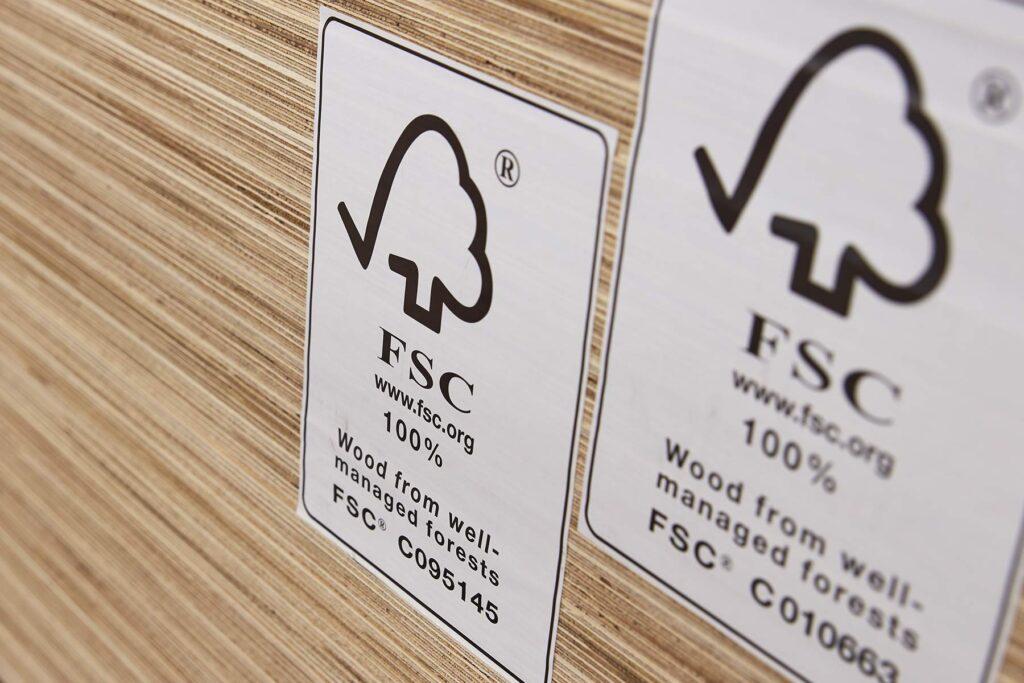 ®
FSC
www.fsc.org
100%
Wood from well-
managed forests
FSC® C095145
®
FSC
www.fsc.org
100%
Wood from well-
managed forests
FSC® C010663